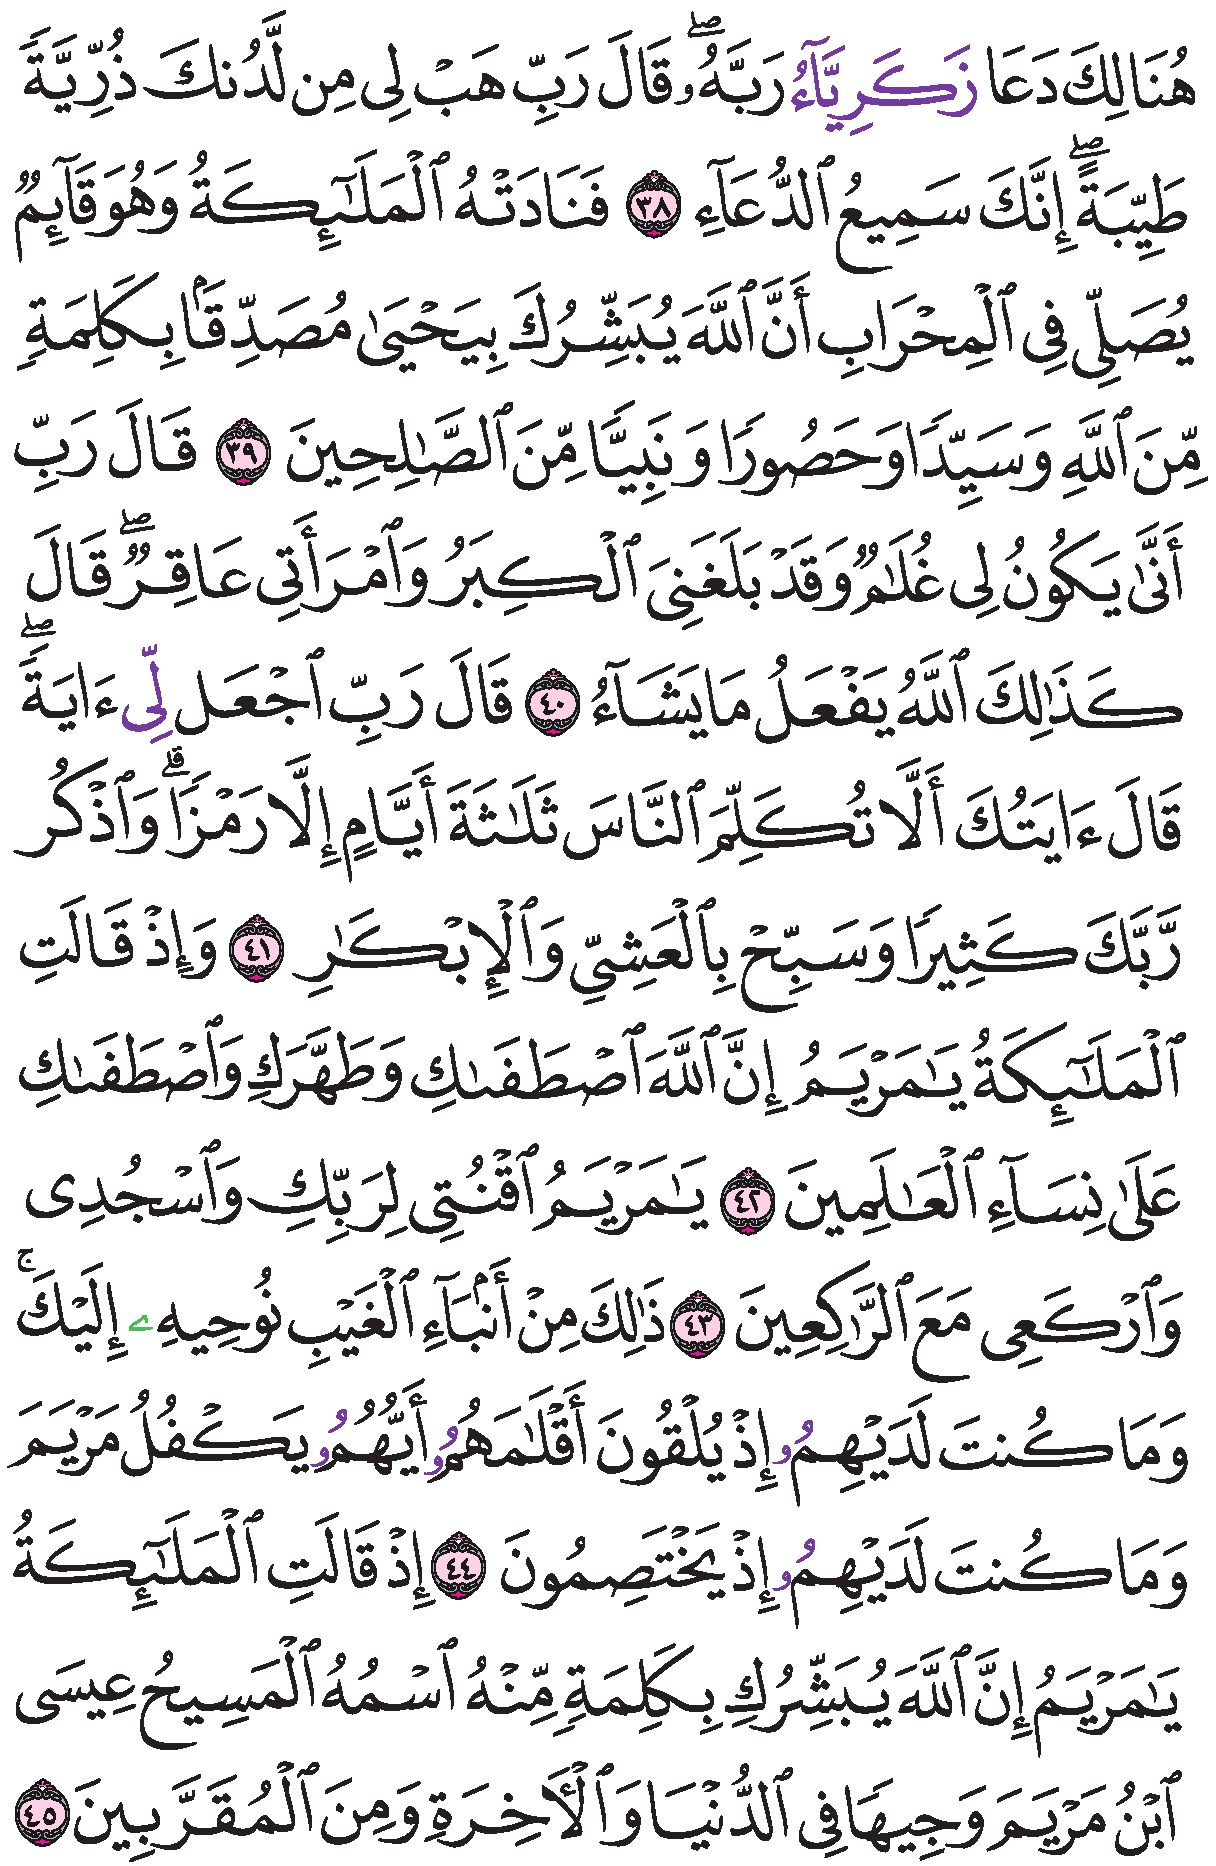 هُنَالِكَ دَعَا زَكَرِيَّآءُ رَبَّهُۥۖ قَالَ رَبِّ هَبۡ لِي مِن لَّدُنكَ ذُرِّيَّةٗ
طَيِّبَةًۖ إِنَّكَ سَمِيعُ ٱلدُّعَآءِ ٣٨ فَنَادَتۡهُ ٱلۡمَلَٰٓئِكَةُ وَهُوَ قَآئِمٞ
يُصَلِّي فِي ٱلۡمِحۡرَابِ أَنَّ ٱللَّهَ يُبَشِّرُكَ بِيَحۡيَىٰ مُصَدِّقَۢا بِكَلِمَةٖ
مِّنَ ٱللَّهِ وَسَيِّدٗا وَحَصُورٗا وَنَبِيّٗا مِّنَ ٱلصَّٰلِحِينَ ٣٩ قَالَ رَبِّ
أَنَّىٰ يَكُونُ لِي غُلَٰمٞ وَقَدۡ بَلَغَنِيَ ٱلۡكِبَرُ وَٱمۡرَأَتِي عَاقِرٞۖ قَالَ
كَذَٰلِكَ ٱللَّهُ يَفۡعَلُ مَا يَشَآءُ ٤٠ قَالَ رَبِّ ٱجۡعَل لِّيَ ءَايَةٗۖ
قَالَ ءَايَتُكَ أَلَّا تُكَلِّمَ ٱلنَّاسَ ثَلَٰثَةَ أَيَّامٍ إِلَّا رَمۡزٗاۗ وَٱذۡكُر
رَّبَّكَ كَثِيرٗا وَسَبِّحۡ بِٱلۡعَشِيِّ وَٱلۡإِبۡكَٰرِ ٤١ وَإِذۡ قَالَتِ
ٱلۡمَلَٰٓئِكَةُ يَٰمَرۡيَمُ إِنَّ ٱللَّهَ ٱصۡطَفَىٰكِ وَطَهَّرَكِ وَٱصۡطَفَىٰكِ
عَلَىٰ نِسَآءِ ٱلۡعَٰلَمِينَ ٤٢ يَٰمَرۡيَمُ ٱقۡنُتِي لِرَبِّكِ وَٱسۡجُدِي
وَٱرۡكَعِي مَعَ ٱلرَّٰكِعِينَ ٤٣ ذَٰلِكَ مِنۡ أَنۢبَآءِ ٱلۡغَيۡبِ نُوحِيهِۦ إِلَيۡكَۚ
وَمَا كُنتَ لَدَيۡهِمُۥ إِذۡ يُلۡقُونَ أَقۡلَٰمَهُمُۥ أَيُّهُمُۥ يَكۡفُلُ مَرۡيَمَ
وَمَا كُنتَ لَدَيۡهِمُۥ إِذۡ يَخۡتَصِمُونَ ٤٤ إِذۡ قَالَتِ ٱلۡمَلَٰٓئِكَةُ
يَٰمَرۡيَمُ إِنَّ ٱللَّهَ يُبَشِّرُكِ بِكَلِمَةٖ مِّنۡهُ ٱسۡمُهُ ٱلۡمَسِيحُ عِيسَى
ٱبۡنُ مَرۡيَمَ وَجِيهٗا فِي ٱلدُّنۡيَا وَٱلۡأٓخِرَةِ وَمِنَ ٱلۡمُقَرَّبِينَ ٤٥